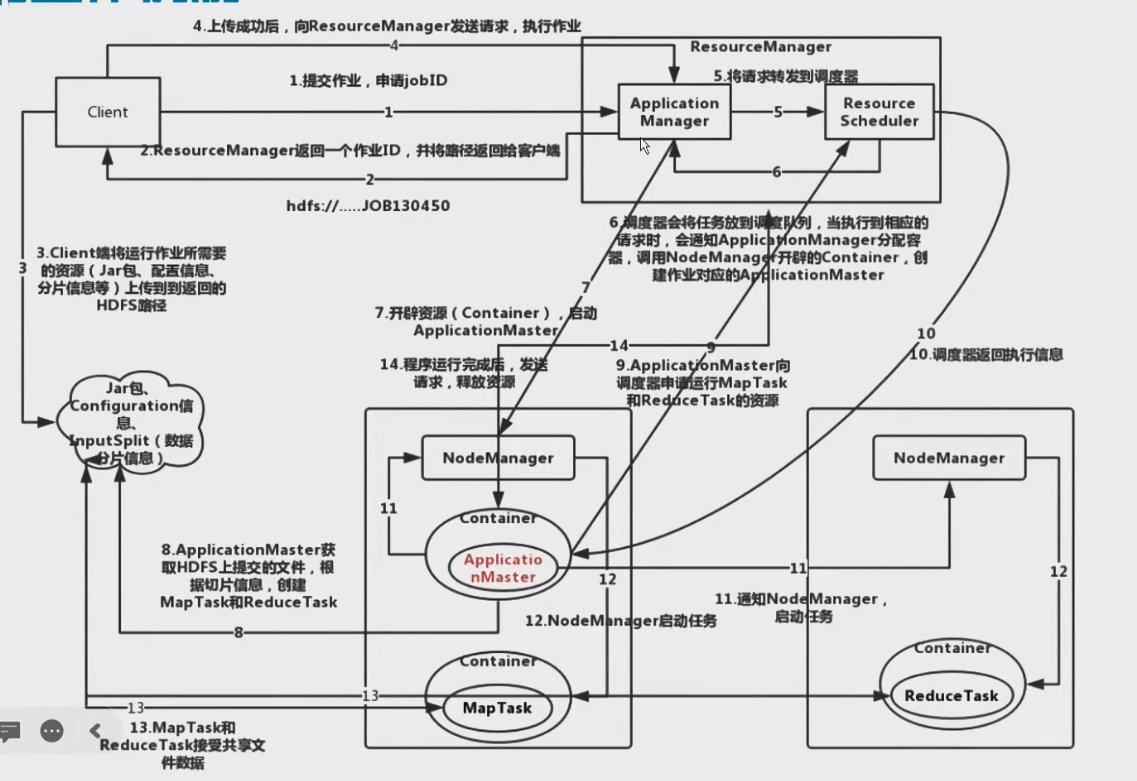 4.上传成功后，向ResourceManager发送请求，执行作业
4
ResourceManager
1.提交作业，申请jobID
5.将请求转发到调度器
Client
1
Application
Manager
5
Resource
Scheduler
2.ResourceManager返回一个作业ID，并将路径返回给客户端
2
6
hdfs://.....JOB130450
6.调度器会将任务放到调度队列，当执行到相应的
请求时，会通知ApplicationManager分配容
器，调用NodeManager开辟的Container，创
建作业对应的ApplicationMaster
3.Client端将运行作业所需要
的资源（Jar包、配置信息、
分片信息等）上传到到返回的
HDFS路径
3
7
7.开辟资源（Container），启动
ApplicationMaster
14
9
10
10.调度器返回执行信息
14.程序运行完成后，发送
请求，释放资源
9.ApplicationMaster向
调度器申请运行MapTask
和ReduceTask的资源
Jar包、
Configuration信
息、
InputSplit（数据
分片信息）
NodeManager
NodeManager
11
Container
Applicatio
nMaster
8.ApplicationMaster获
取HDFS上提交的文件，根
据切片信息，创建
MapTask和ReduceTask
11
12
12
11.通知NodeManager，
启动任务
12.NodeManager启动任务
8
Container
MapTask
Container
ReduceTask
13
13
13.MapTask和
ReduceTask接受共享文
件数据